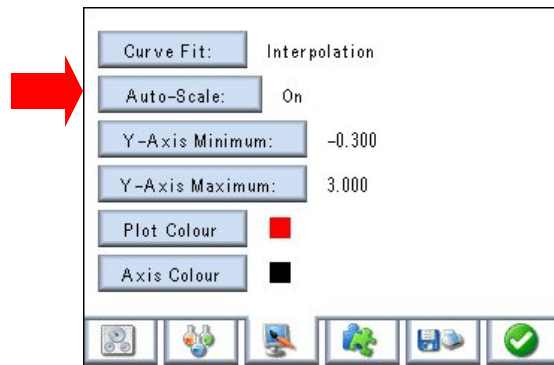 Curve Fit: Interpolation
Auto-Scale: On
Y-Axis Minimum: -0.300
Y-Axis Maximum: 3.000
Plot Colour
Axis Colour